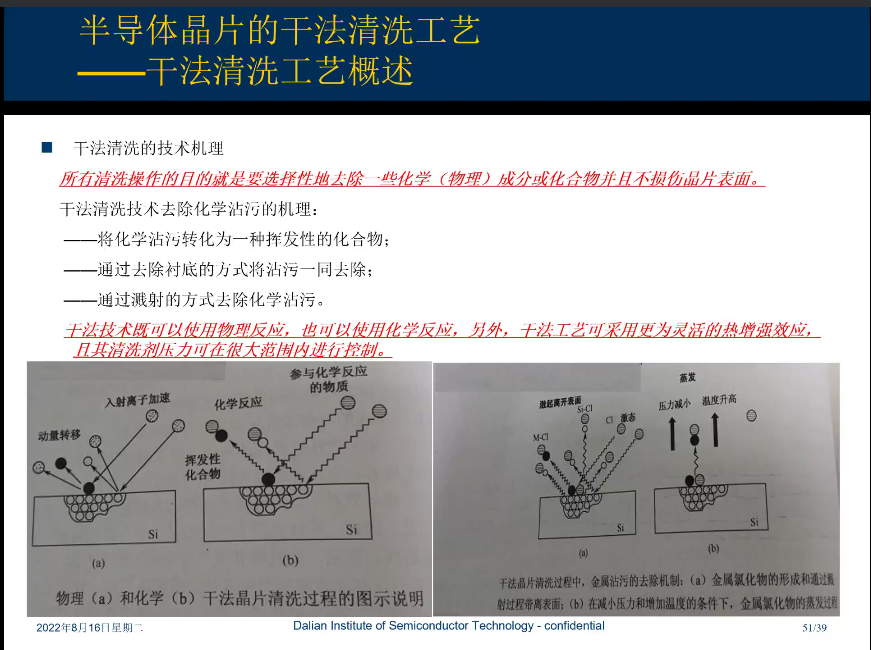 半导体晶片的干法清洗工艺
——干法清洗工艺概述
■ 干法清洗的技术机理
所有清洗操作的目的就是要选择性地去除一些化学（物理）成分或化合物并且不损伤晶片表面。
干法清洗技术去除化学沾污的机理：
——将化学沾污转化为一种挥发性的化合物；
——通过去除衬底的方式将沾污一同去除；
——通过溅射的方式去除化学沾污。
干法技术既可以使用物理反应，也可以使用化学反应，另外，干法工艺可采用更为灵活的热增强效应，
且其清洗剂压力可在很大范围内进行控制。
入射离子加速
动量转移
Si
(a)
参与化学反应
的物质
化学反应
挥发性
化合物
Si
(b)
物理（a）和化学（b）干法晶片清洗过程的图示说明
激起离开表面
Si-Cl
Cl 激态
M-Cl
Si
(a)
蒸发
压力减小 温度升高
Si
(b)
干法晶片清洗过程中，金属沾污的去除机制：(a) 金属氯化物的形成和通过溅
射过程带离表面；(b) 在减小压力和增加温度的条件下，金属氯化物的蒸发过程
2022年8月16日星期二
Dalian Institute of Semiconductor Technology - confidential
51/39